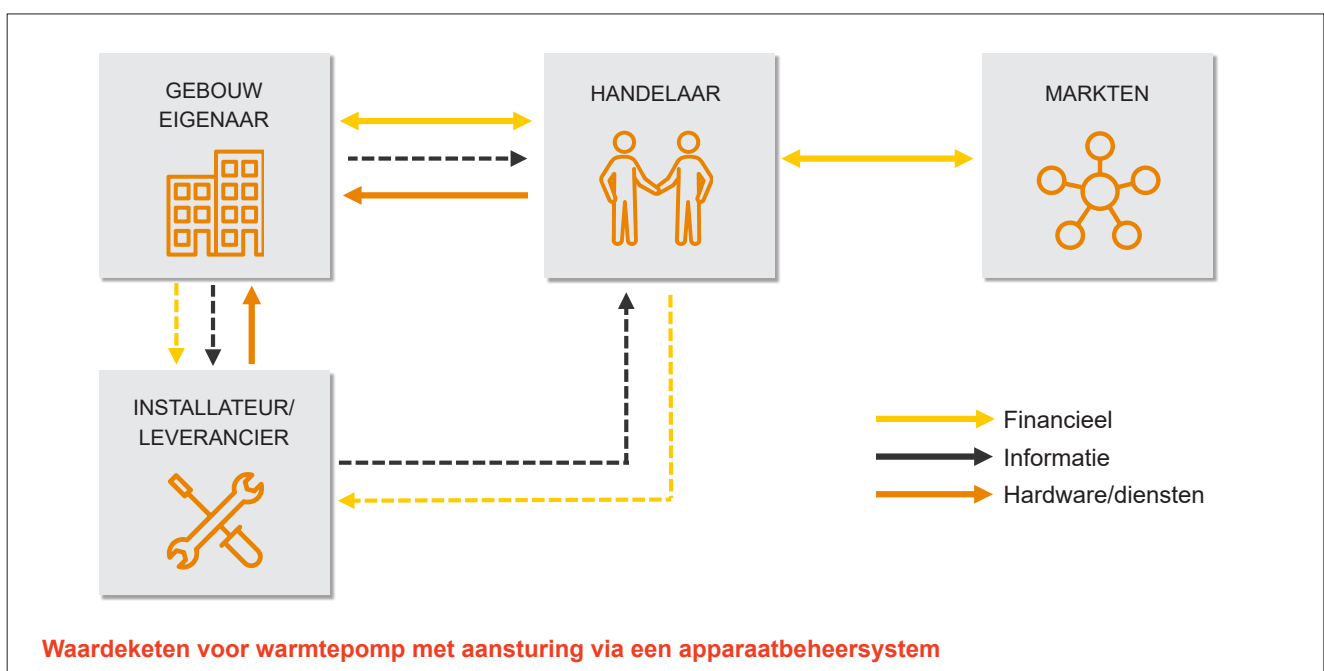 GEBOUW
EIGENAAR
HANDELAAR
MARKTEN
INSTALLATEUR/
LEVERANCIER
Financieel
Informatie
Hardware/diensten
Waardeketen voor warmtepomp met aansturing via een apparaatbeheersystem